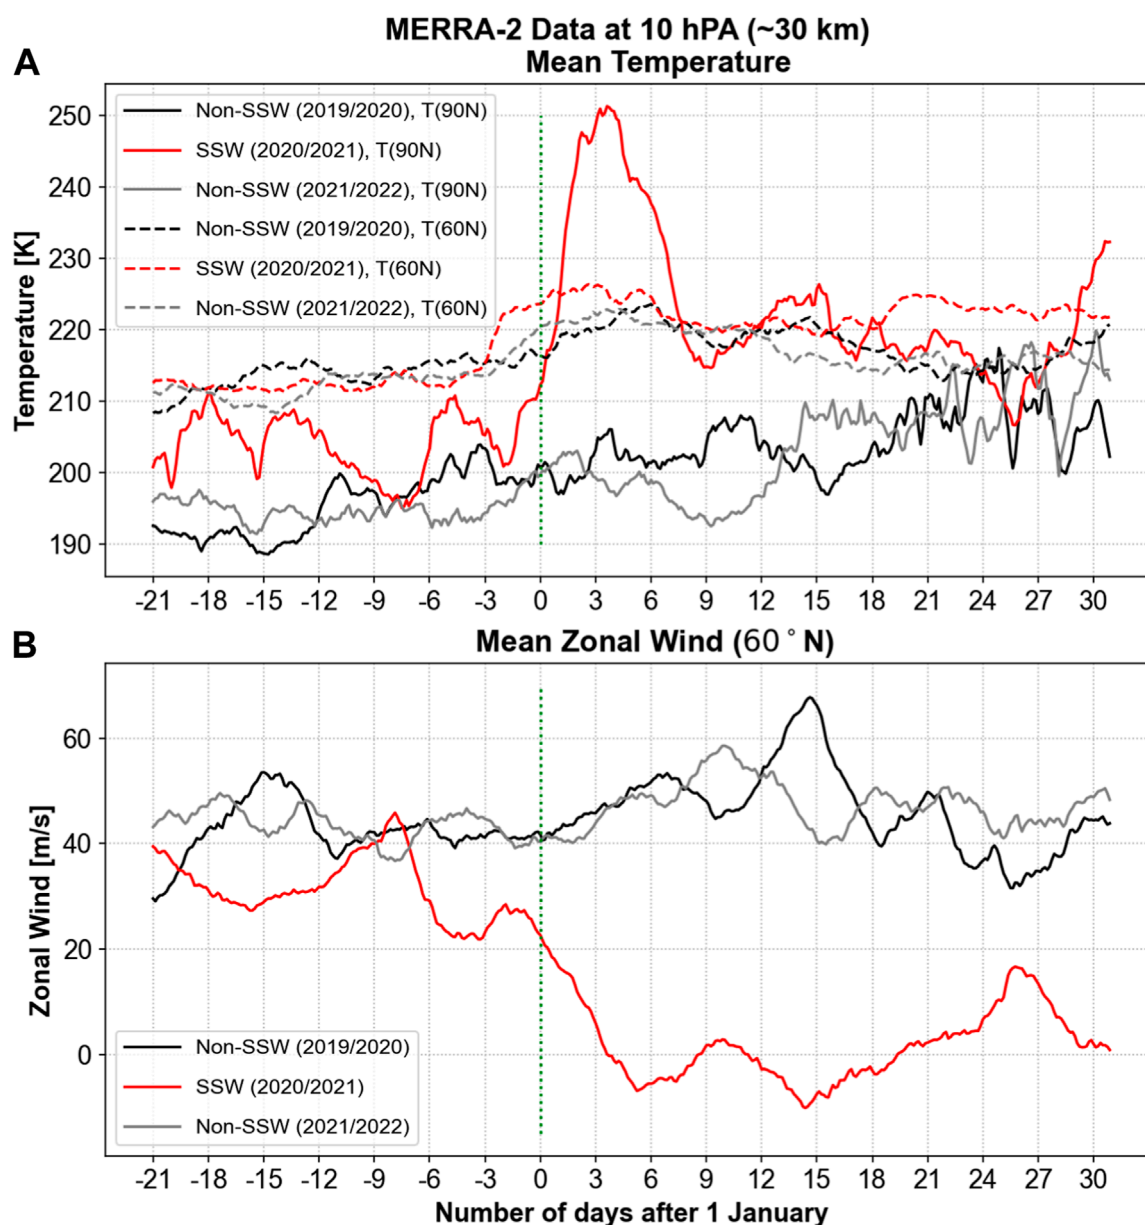 MERRA-2 Data at 10 hPA (~30 km)
A
Mean Temperature
Non-SSW (2019/2020), T(90N)
SSW (2020/2021), T(90N)
Non-SSW (2021/2022), T(90N)
Non-SSW (2019/2020), T(60N)
SSW (2020/2021), T(60N)
Non-SSW (2021/2022), T(60N)
250
240
230
220
210
200
190
Temperature [K]
-21 -18 -15 -12 -9 -6 -3 0 3 6 9 12 15 18 21 24 27 30
B
Mean Zonal Wind (60°N)
60
40
20
0
Zonal Wind [m/s]
Non-SSW (2019/2020)
SSW (2020/2021)
Non-SSW (2021/2022)
-21 -18 -15 -12 -9 -6 -3 0 3 6 9 12 15 18 21 24 27 30
Number of days after 1 January